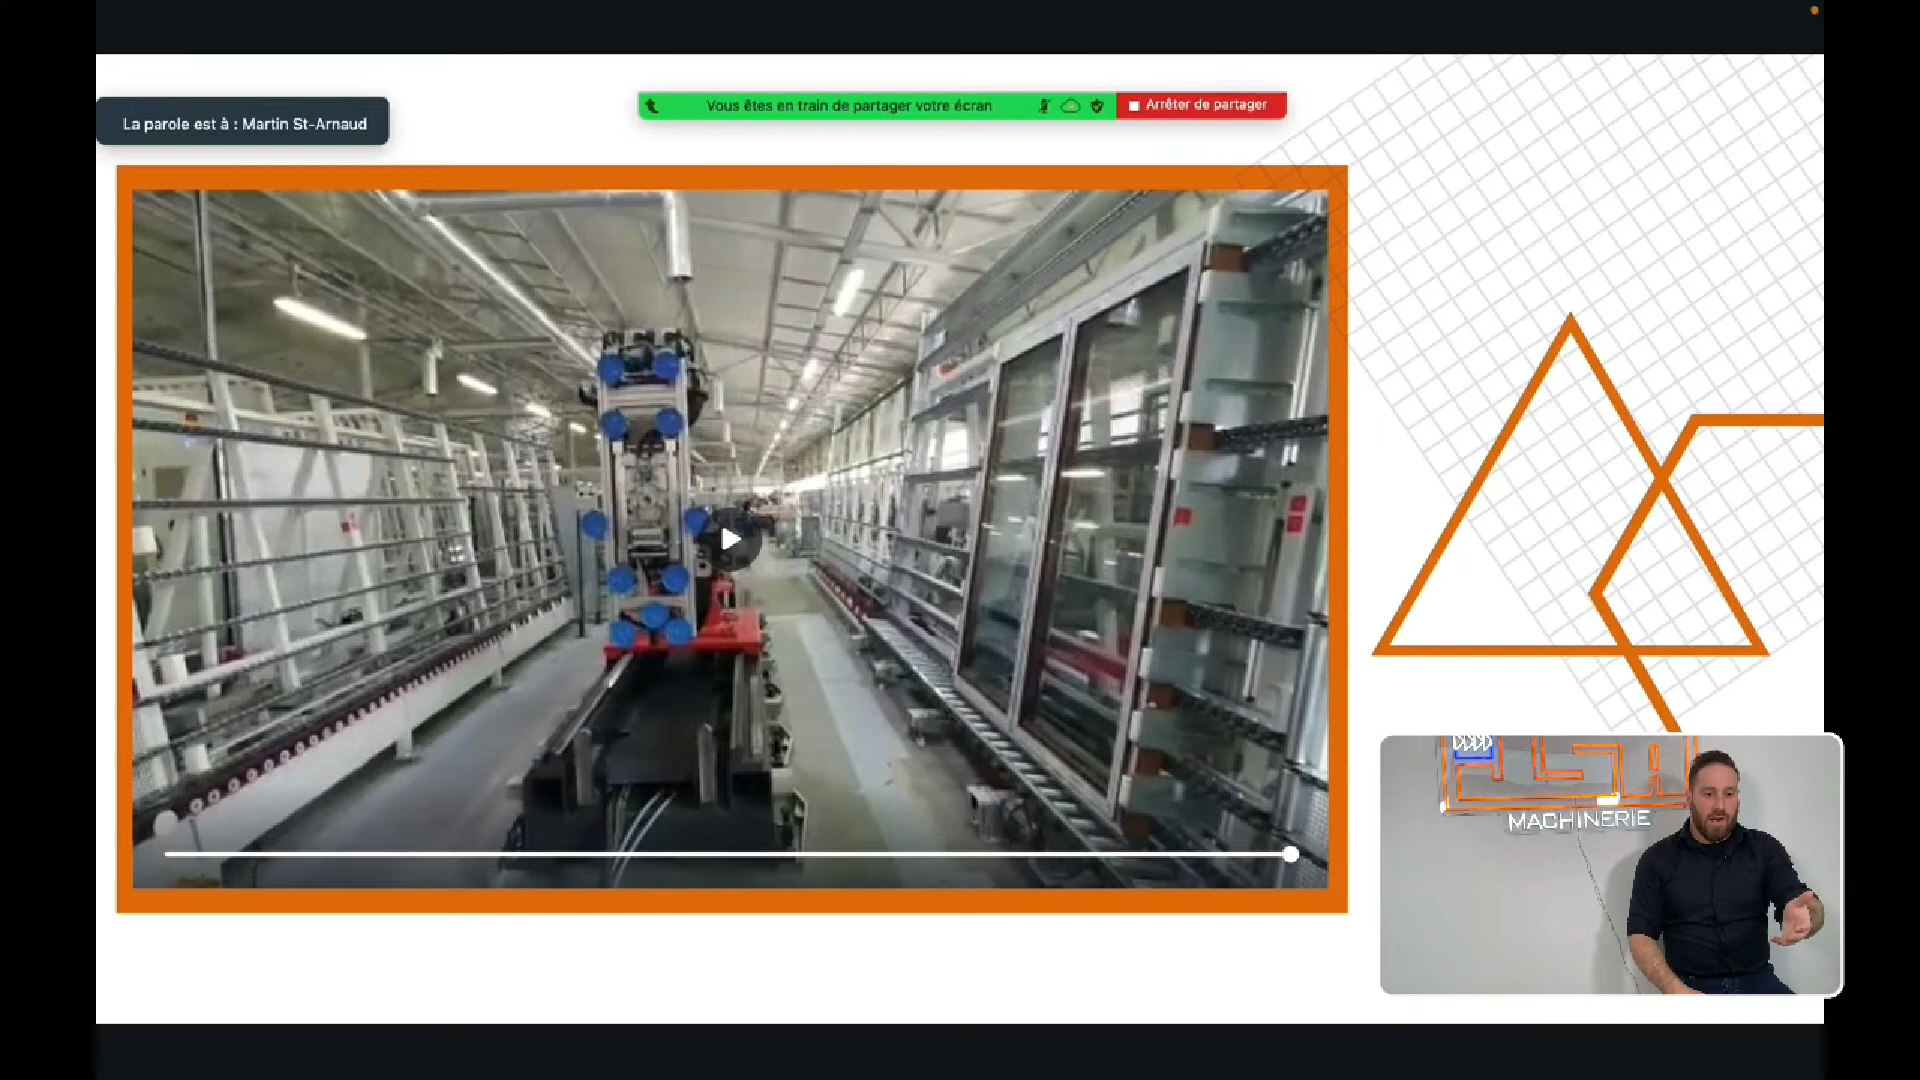 La parole est à : Martin St-Arnaud
Vous êtes en train de partager votre écran
Arrêter de partager
MACHINERIE